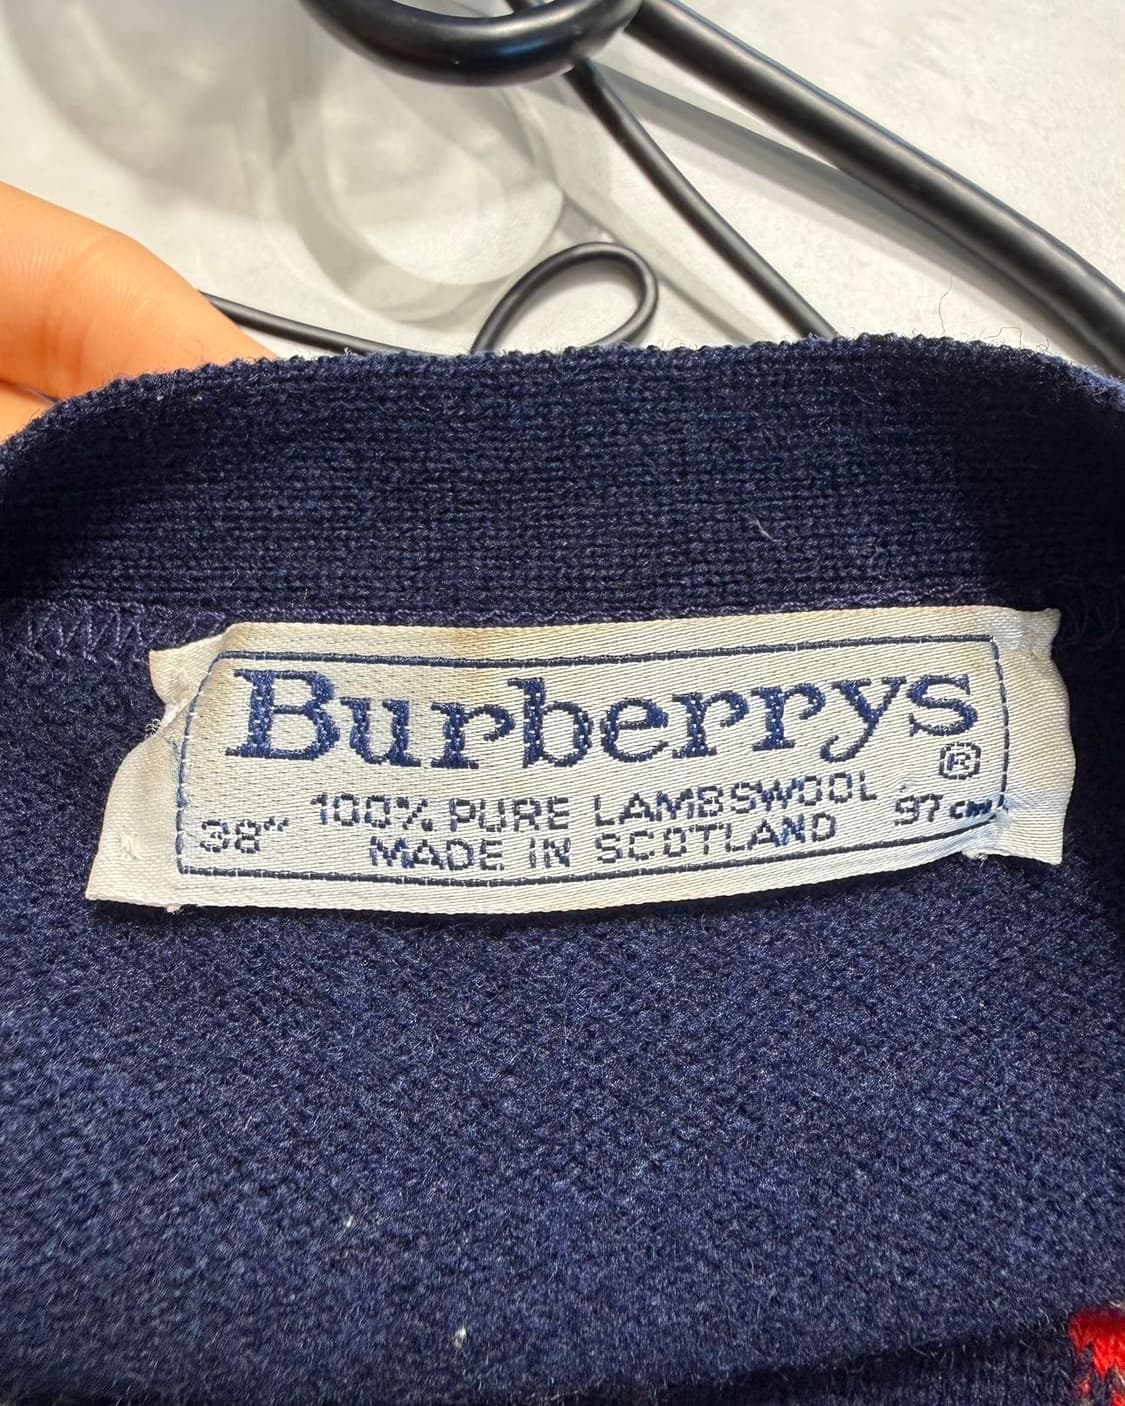 Burberrys
®
100% PURE LAMBSWOOL
38" MADE IN SCOTLAND 97 cm